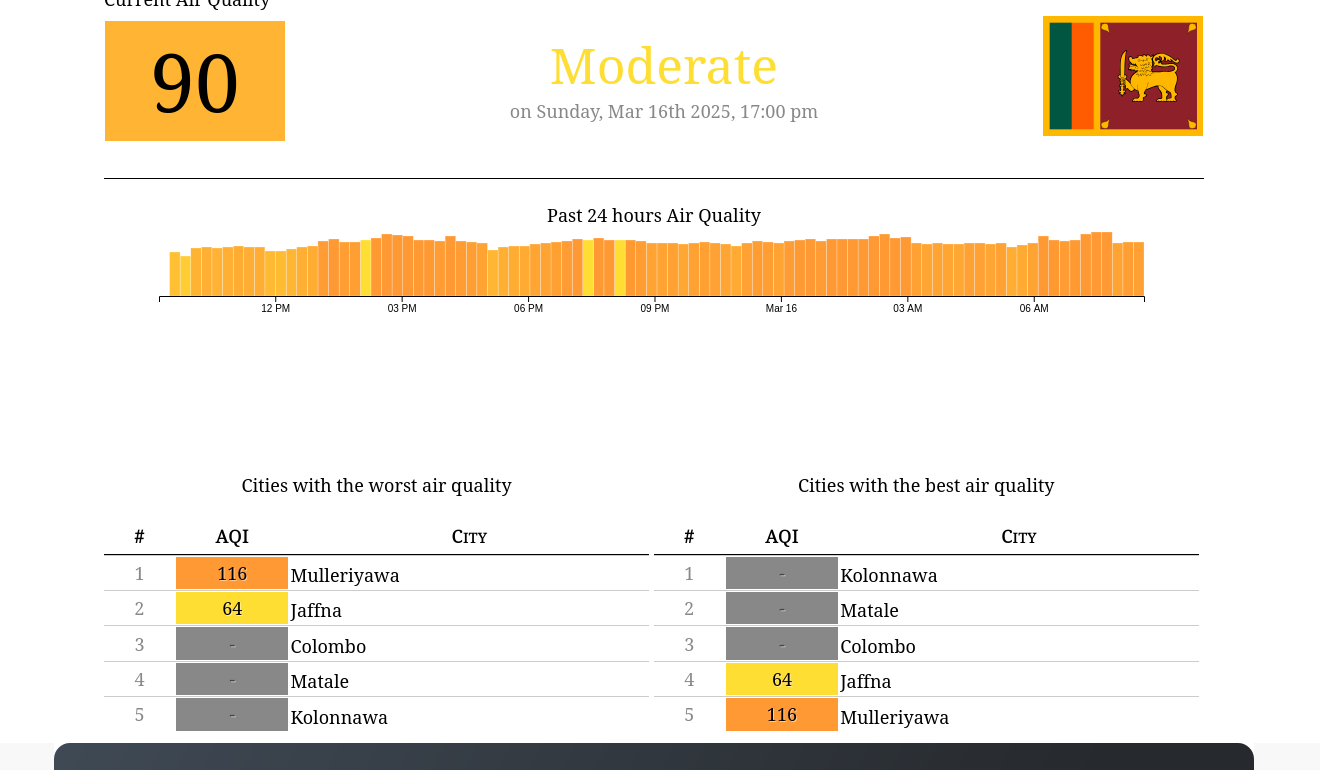 Current Air Quality
90
Moderate
on Sunday, Mar 16th 2025, 17:00 pm
Past 24 hours Air Quality
12 PM 03 PM 06 PM 09 PM Mar 16 03 AM 06 AM
Cities with the worst air quality
# AQI City
1 116 Mulleriyawa
2 64 Jaffna
3 - Colombo
4 - Matale
5 - Kolonnawa
Cities with the best air quality
# AQI City
1 - Kolonnawa
2 - Matale
3 - Colombo
4 64 Jaffna
5 116 Mulleriyawa